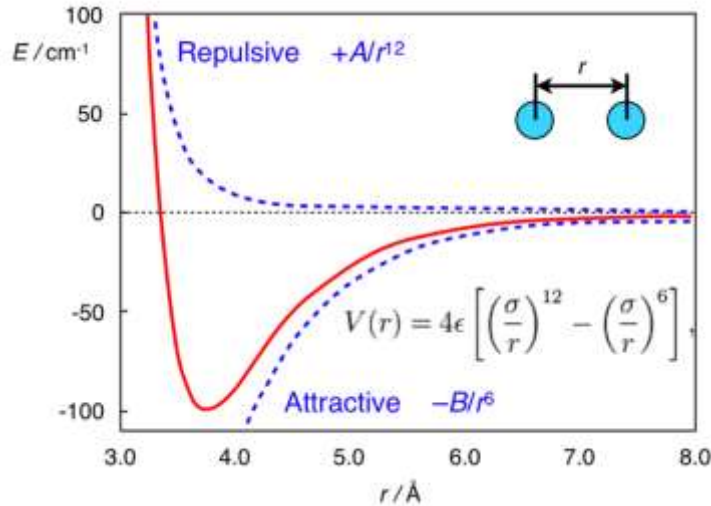 100
E / cm⁻¹
Repulsive +A/r¹²
r
50
0
-50
V(r) = 4ϵ [(σ/r)¹² − (σ/r)⁶] ,
Attractive −B/r⁶
-100
3.0 4.0 5.0 6.0 7.0 8.0
r / Å